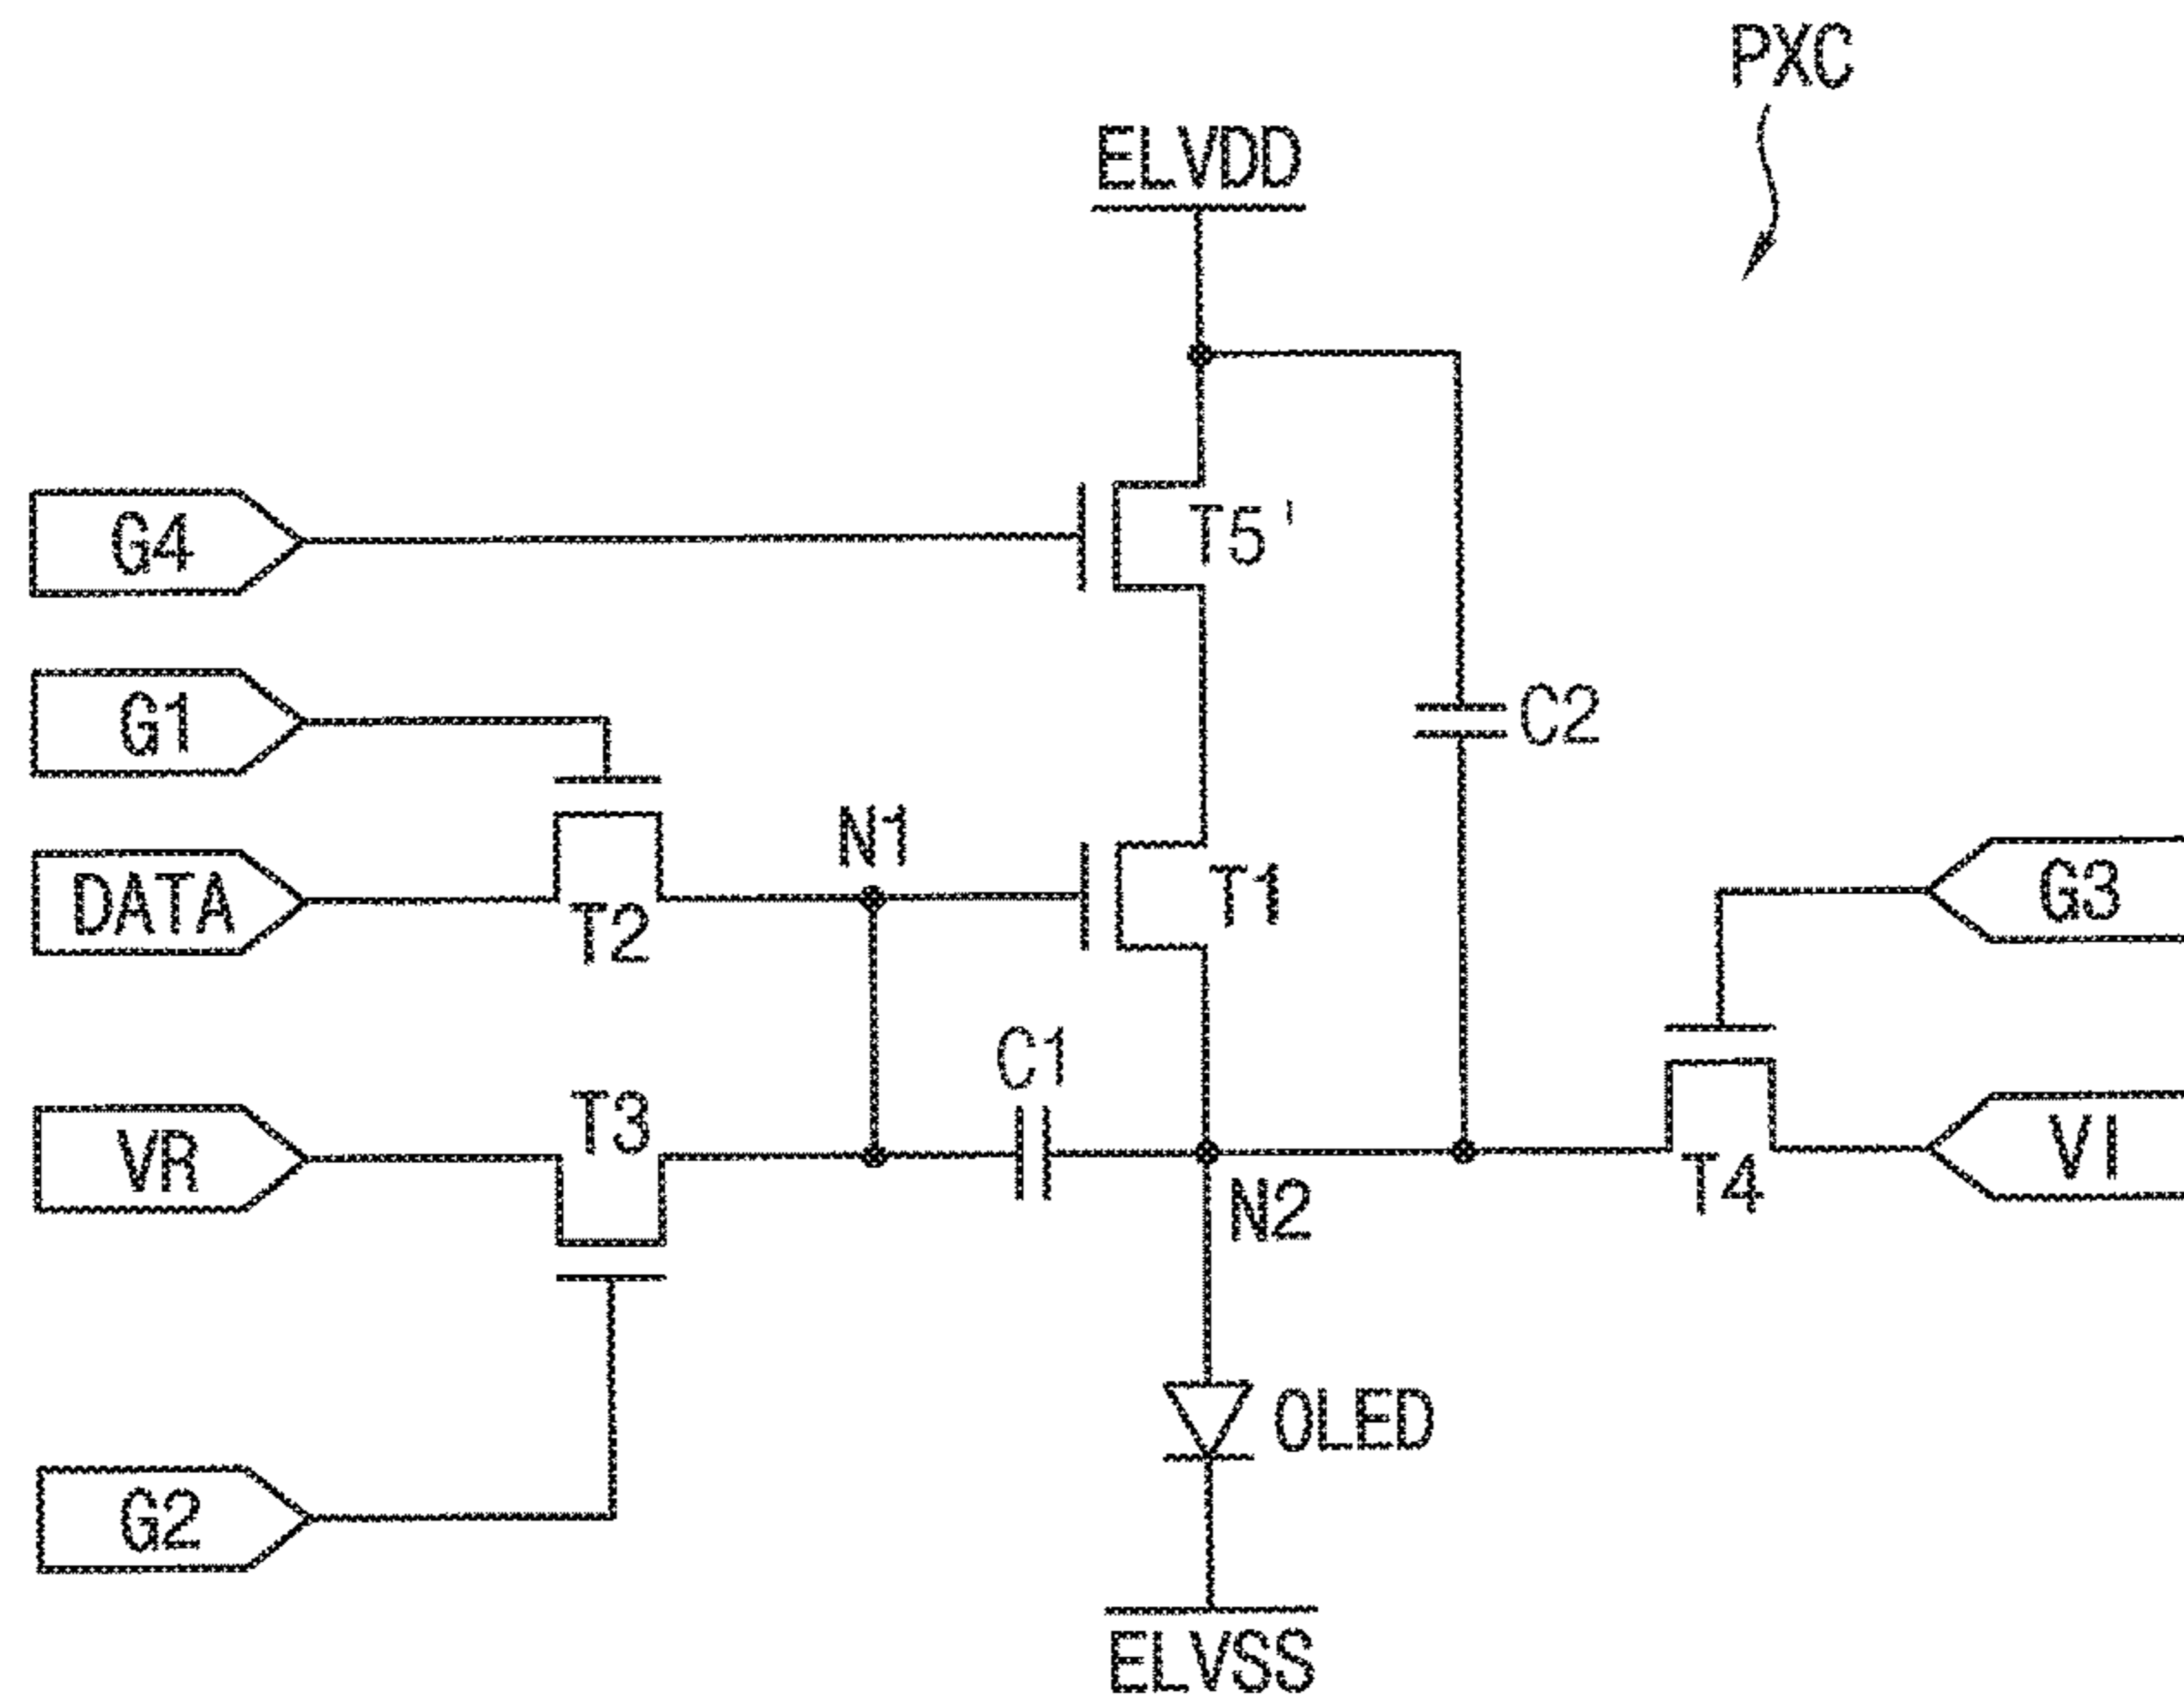 PXC
ELVDD
G4
T5'
G1
C2
N1
DATA
T2
T1
G3
C1
T3
VR
N2
T4
VI
OLED
G2
ELVSS